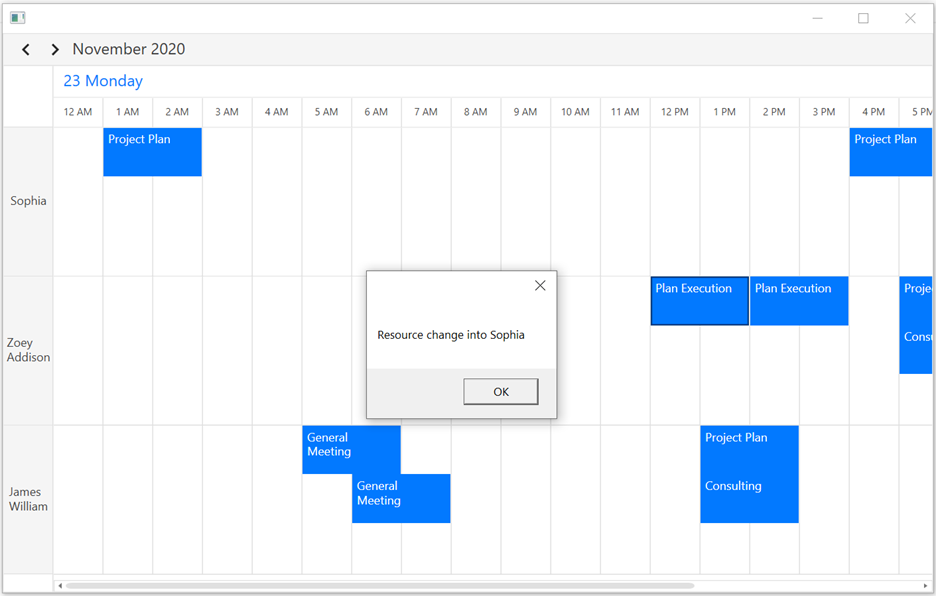 November 2020
23 Monday
12 AM 1 AM 2 AM 3 AM 4 AM 5 AM 6 AM 7 AM 8 AM 9 AM 10 AM 11 AM 12 PM 1 PM 2 PM 3 PM 4 PM 5 PM
Project Plan Project Plan
Sophia
Plan Execution Plan Execution Proje
Resource change into Sophia
Consu
Zoey
Addison
OK
General
Meeting
Project Plan
General
Meeting
Consulting
James
William